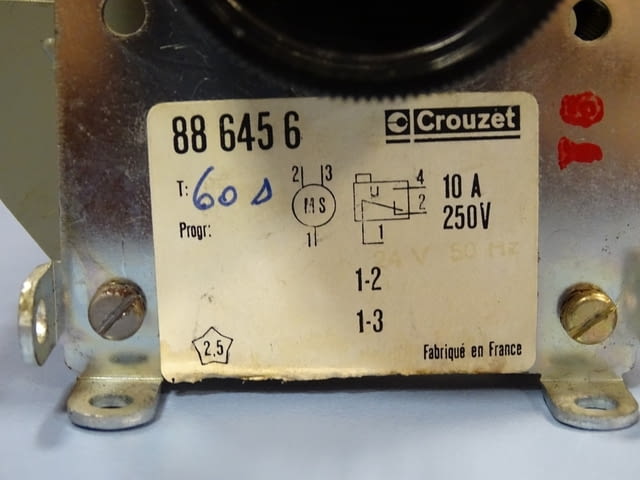 88 645 6
Crouzet
T: 60 s
2 3
MS
1
4
2
1
10 A
250V
Progr:
24 V 50 Hz
1-2
1-3
2,5
Fabriqué en France